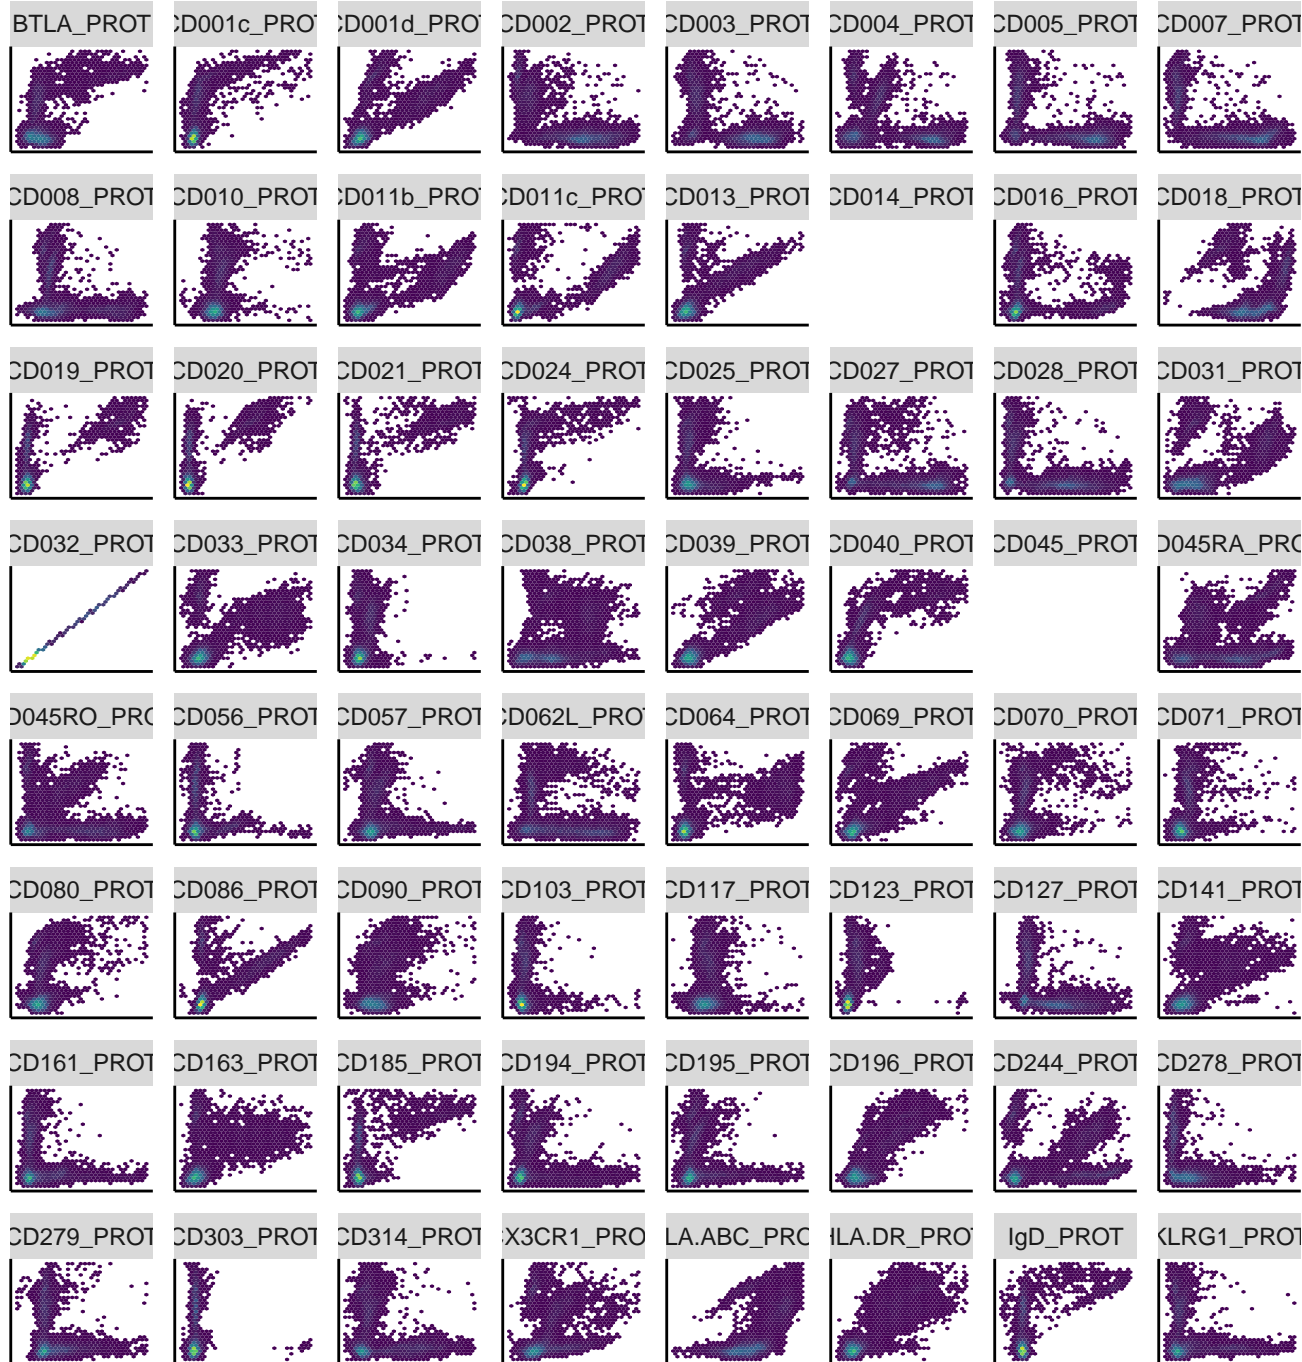 BTLA_PROT CD001c_PROT CD001d_PROT CD002_PROT CD003_PROT CD004_PROT CD005_PROT CD007_PROT
CD008_PROT CD010_PROT CD011b_PROT CD011c_PROT CD013_PROT CD014_PROT CD016_PROT CD018_PROT
CD019_PROT CD020_PROT CD021_PROT CD024_PROT CD025_PROT CD027_PROT CD028_PROT CD031_PROT
CD032_PROT CD033_PROT CD034_PROT CD038_PROT CD039_PROT CD040_PROT CD045_PROT D045RA_PRO
D045RO_PRO CD056_PROT CD057_PROT CD062L_PROT CD064_PROT CD069_PROT CD070_PROT CD071_PROT
CD080_PROT CD086_PROT CD090_PROT CD103_PROT CD117_PROT CD123_PROT CD127_PROT CD141_PROT
CD161_PROT CD163_PROT CD185_PROT CD194_PROT CD195_PROT CD196_PROT CD244_PROT CD278_PROT
CD279_PROT CD303_PROT CD314_PROT CX3CR1_PRO LA.ABC_PRO HLA.DR_PROT IgD_PROT KLRG1_PROT